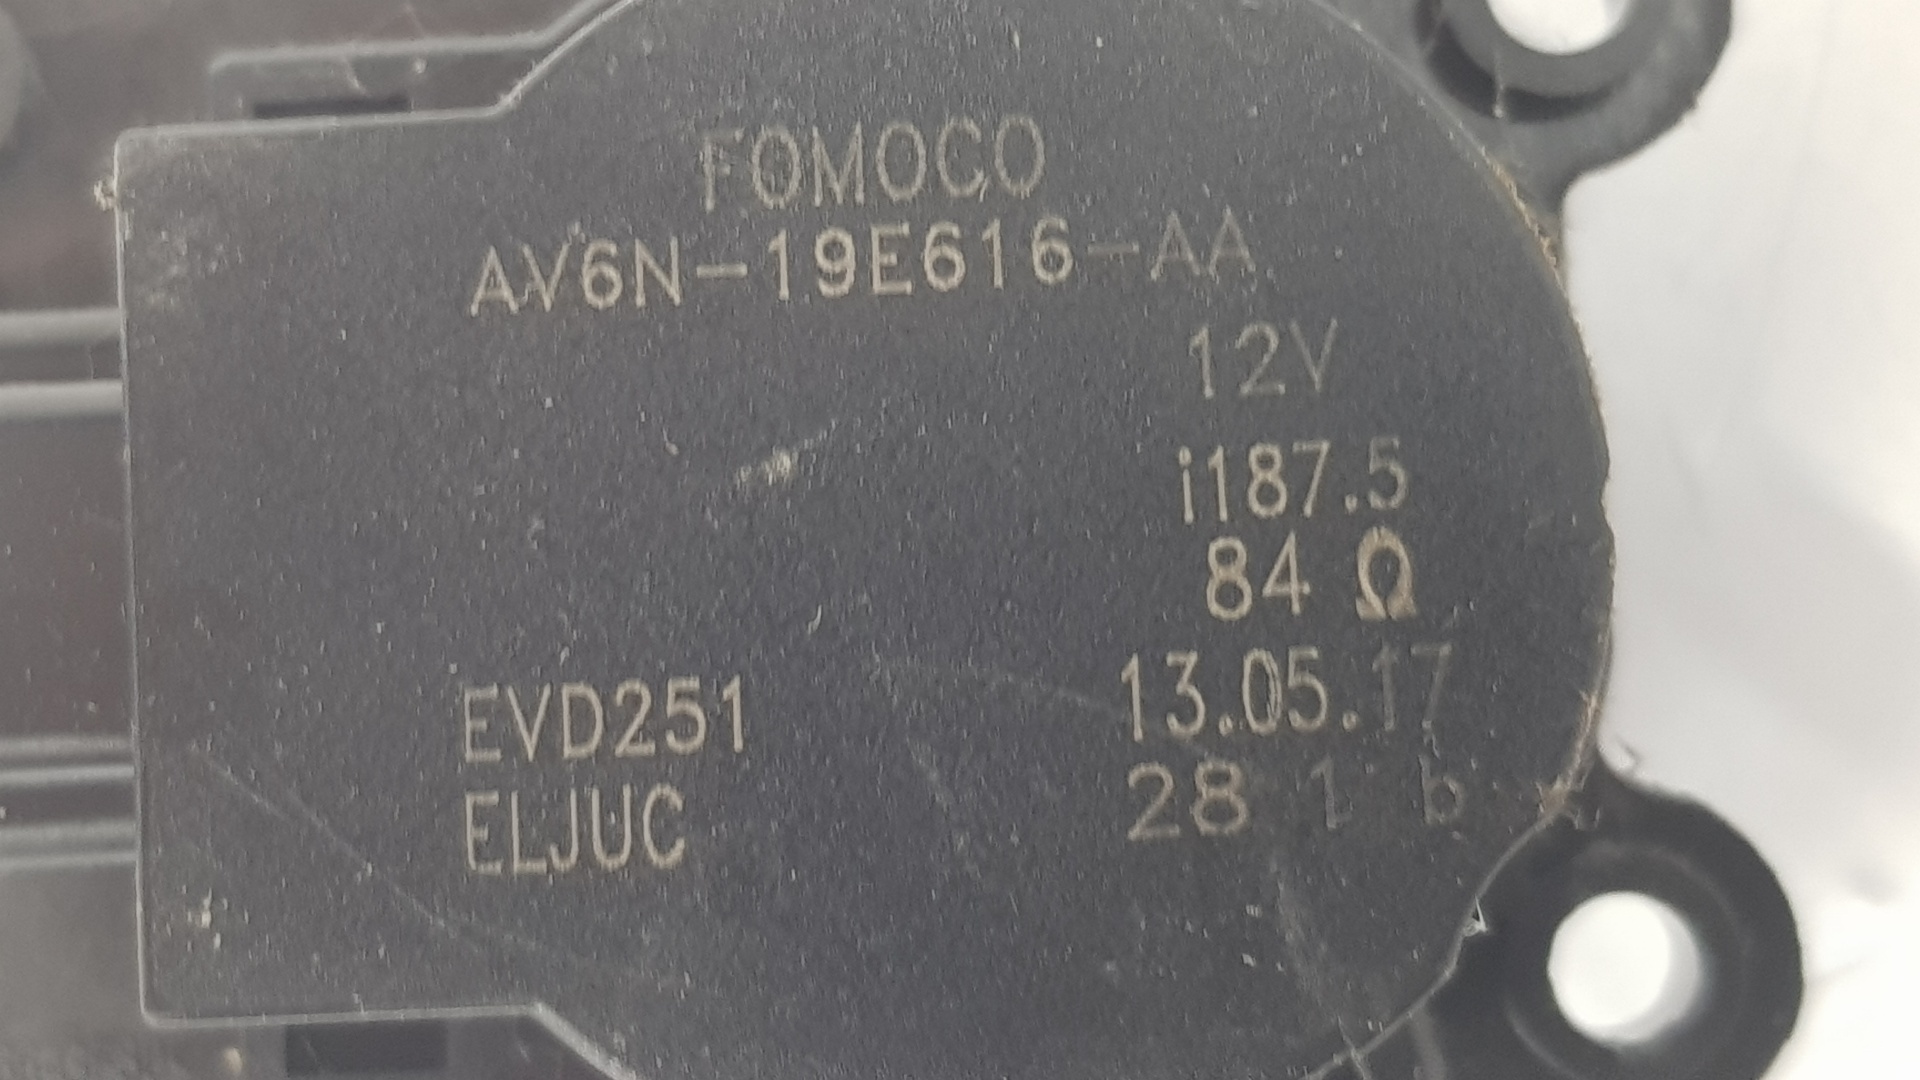 FOMOCO
AV6N-19E616-AA
12V
i187.5
84 Ω
13.05.17
28 1 b
EVD251
ELJUC